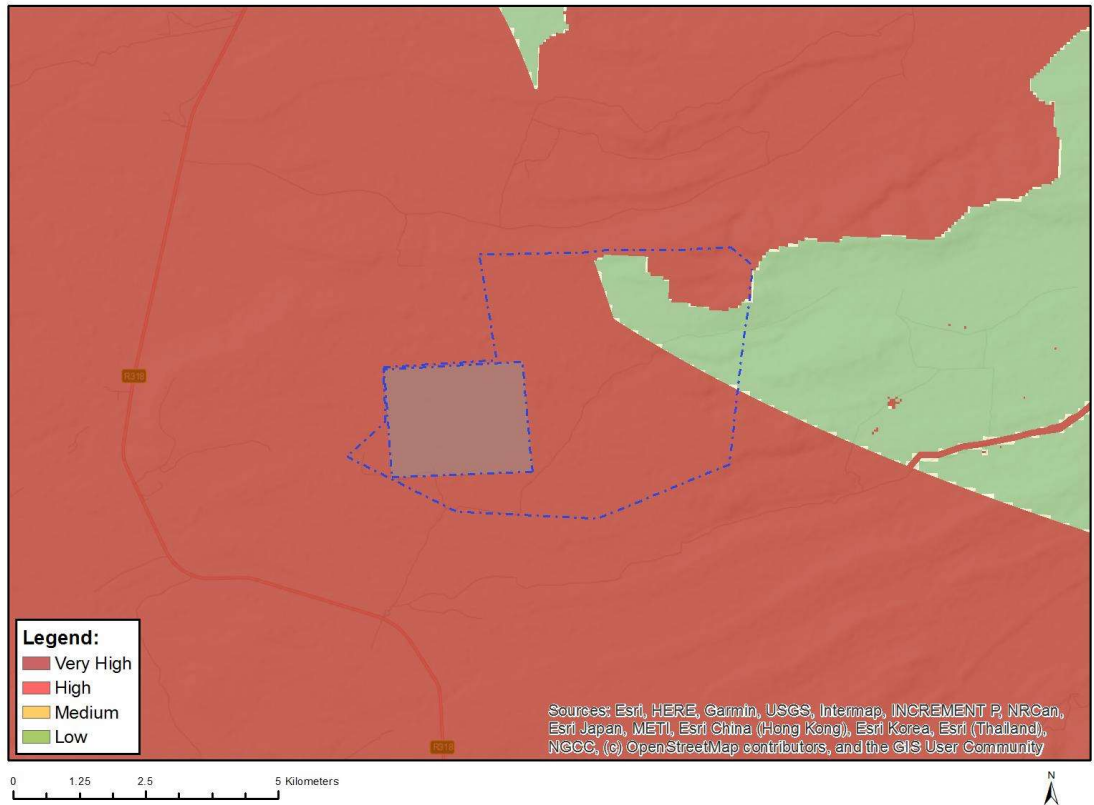 R318
Legend:
Very High
High
Medium
Low
R318
Sources: Esri, HERE, Garmin, USGS, Intermap, INCREMENT P, NRCan,
Esri Japan, METI, Esri China (Hong Kong), Esri Korea, Esri (Thailand),
NGCC, (c) OpenStreetMap contributors, and the GIS User Community
0 1.25 2.5 5 Kilometers
N